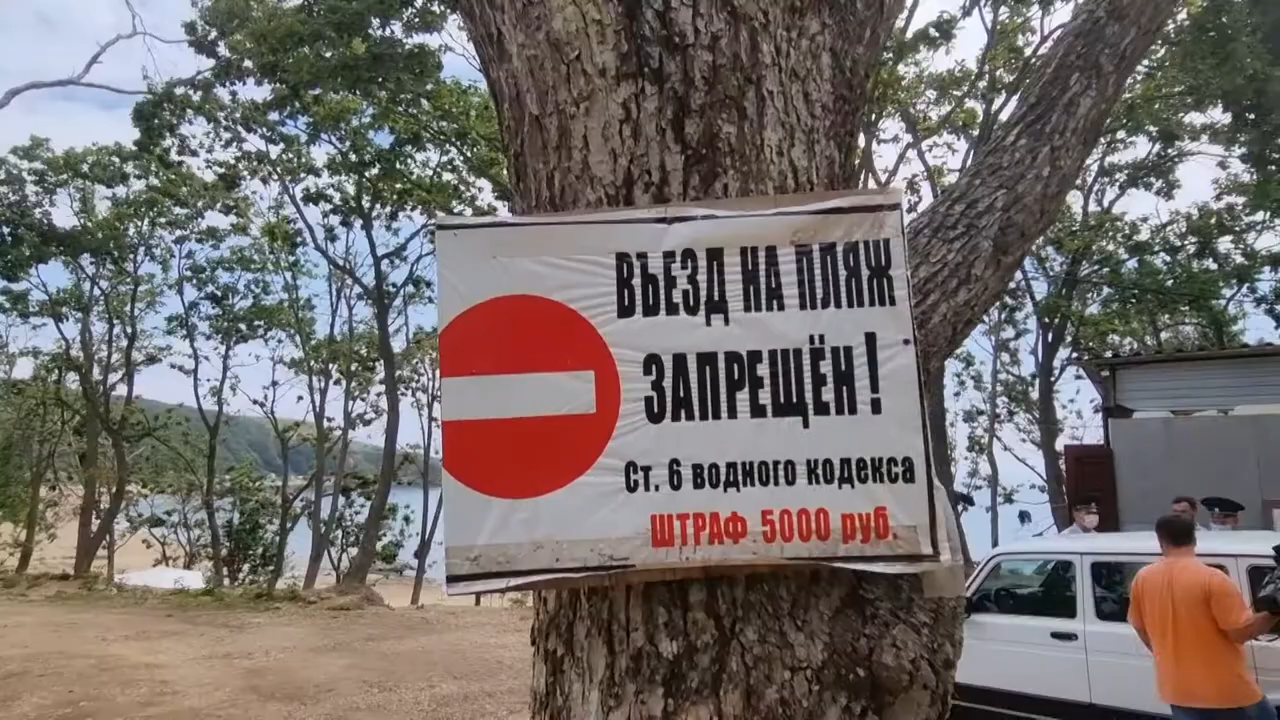 ВЪЕЗД НА ПЛЯЖ
ЗАПРЕЩЁН!
Ст. 6 водного кодекса
ШТРАФ 5000 руб.